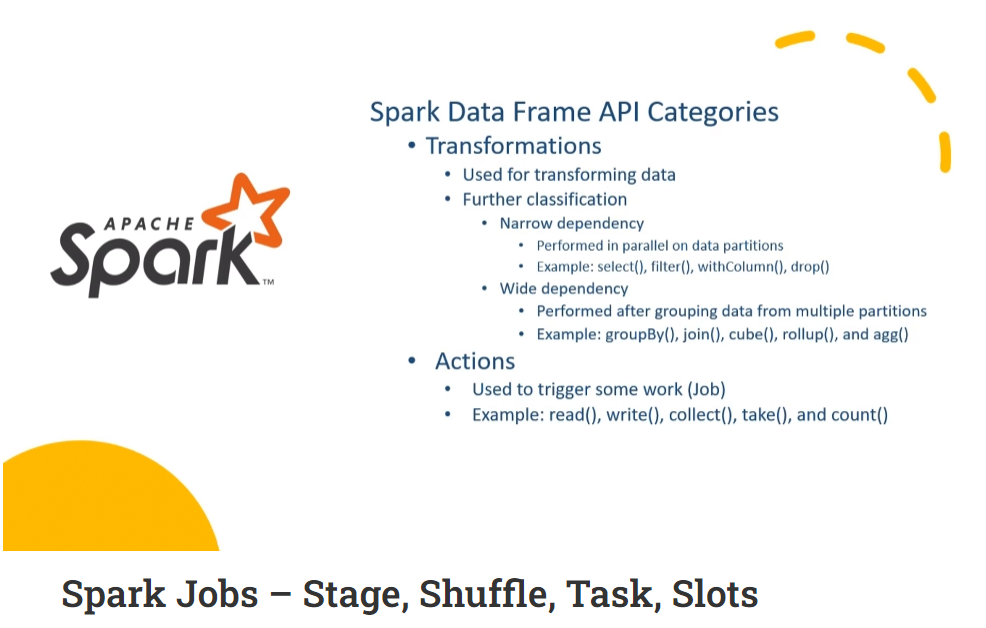 Spark Data Frame API Categories
• Transformations
• Used for transforming data
• Further classification
• Narrow dependency
• Performed in parallel on data partitions
• Example: select(), filter(), withColumn(), drop()
• Wide dependency
• Performed after grouping data from multiple partitions
• Example: groupBy(), join(), cube(), rollup(), and agg()
• Actions
• Used to trigger some work (Job)
• Example: read(), write(), collect(), take(), and count()
APACHE
Spark
TM
Spark Jobs – Stage, Shuffle, Task, Slots